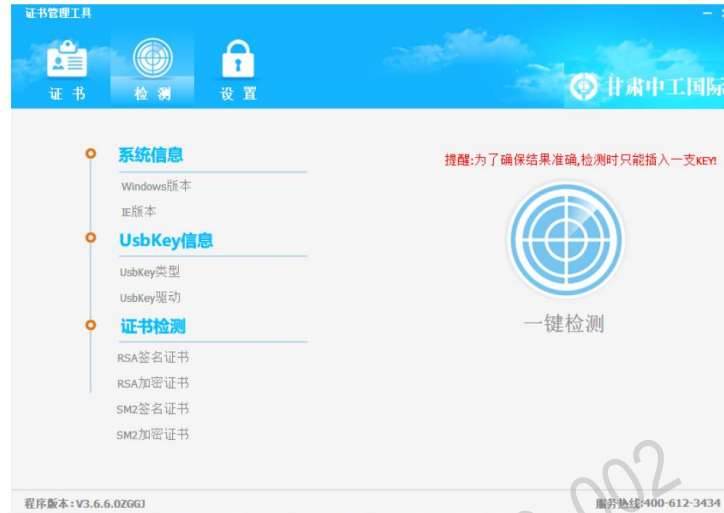 证书管理工具
证书
检测
设置
甘肃中工国际
系统信息
提醒:为了确保结果准确,检测时只能插入一支KEY!
Windows版本
IE版本
UsbKey信息
UsbKey类型
UsbKey驱动
证书检测
一键检测
RSA签名证书
RSA加密证书
SM2签名证书
SM2加密证书
002
程序版本:V3.6.6.0ZGGJ
服务热线:400-612-3434